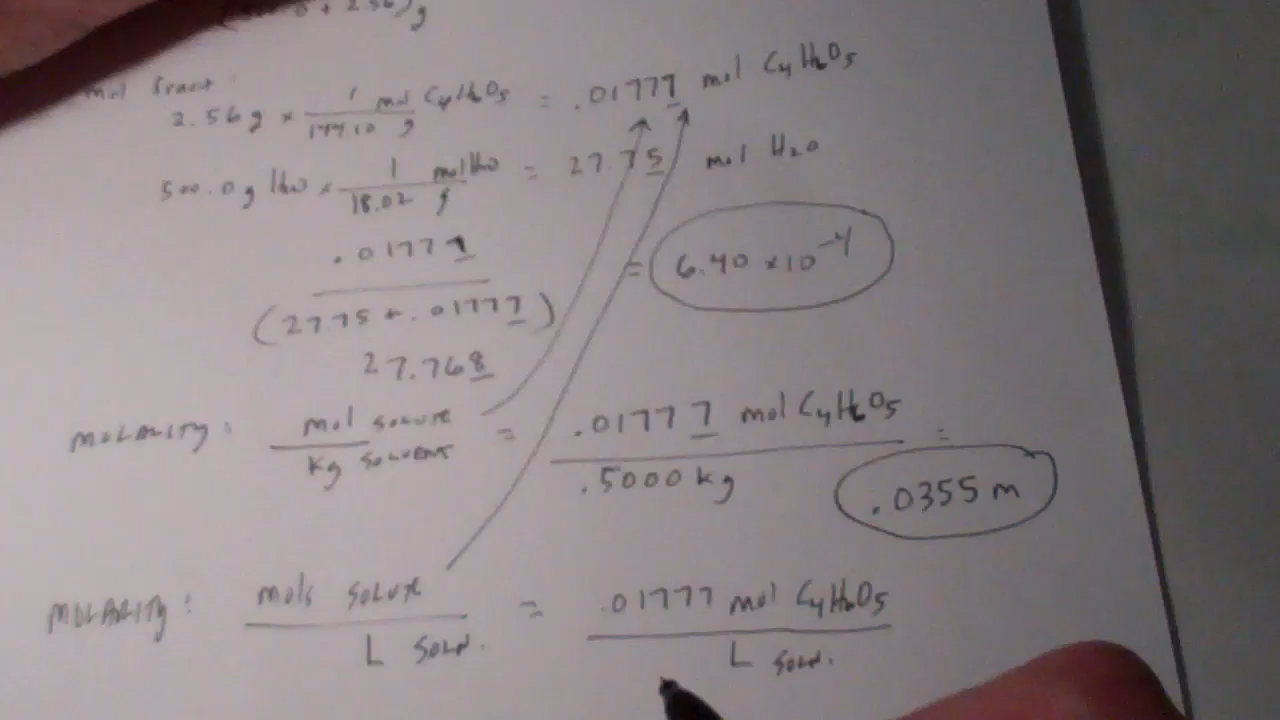 + 2.56) g
mol fract:
2.56 g × 1 mol C4H6O5 / 144.10 g = .01777 mol C4H6O5
500.0 g H2O × 1 mol H2O / 18.02 g = 27.75 mol H2O
.01777
(27.75 + .01777) = 6.40 × 10⁻⁴
27.768
MOLALITY: mol SOLUTE / kg SOLVENT = .01777 mol C4H6O5 / .5000 kg =
.0355 m
MOLARITY: mols SOLUTE / L SOLN. = .01777 mol C4H6O5 / L SOLN.